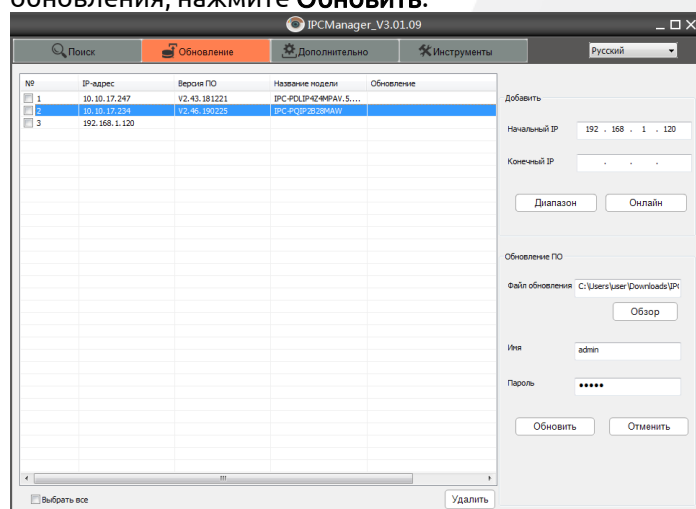 обновления, нажмите Обновить.
IPCManager_V3.01.09
Поиск Обновление Дополнительно Инструменты Русский
№ IP-адрес Версия ПО Название модели Обновление
1 10.10.17.247 V2.43.181221 IPC-PDLIP4Z4MPAV.5....
2 10.10.17.234 V2.46.190225 IPC-PQIP2B28MAW
3 192.168.1.120
Добавить
Начальный IP 192 . 168 . 1 . 120
Конечный IP . . .
Диапазон Онлайн
Обновление ПО
Файл обновления C:\Users\user\Downloads\IP(
Обзор
Имя admin
Пароль •••••
Обновить Отменить
Выбрать все Удалить